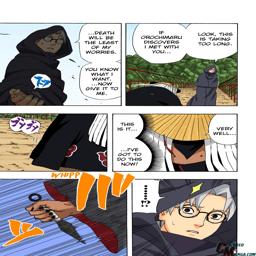 LOOK, THIS
IS TAKING
TOO LONG.
IF
OROCHIMARU
DISCOVERS
I MET
WITH YOU...
...DEATH
WILL BE
THE LEAST
OF MY
WORRIES.
YOU KNOW
WHAT I
WANT...
...NOW
GIVE IT TO
ME.
VERY
WELL...
THIS
IS IT...
...I'VE
GOT TO
DO THIS
NOW!
WHIPP
...!!